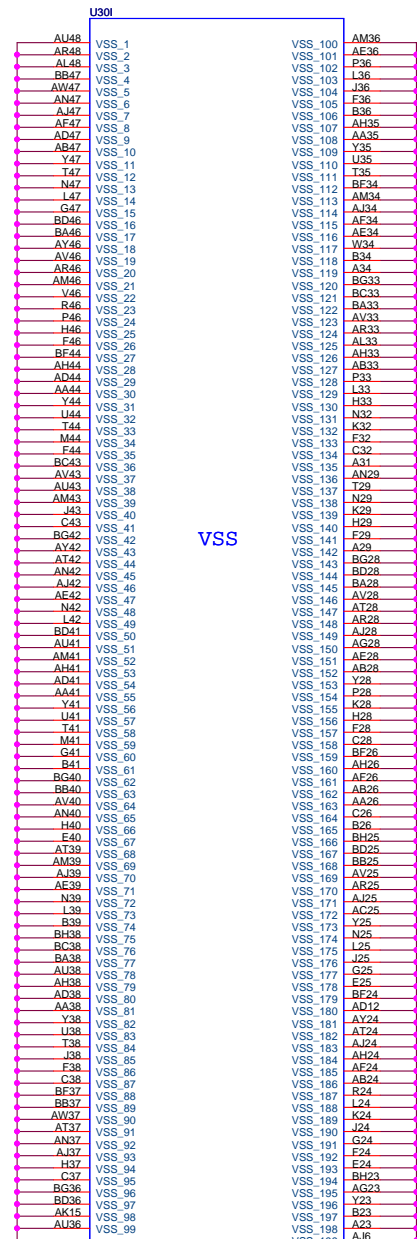 U30I
AU48 VSS_1
AR48 VSS_2
AL48 VSS_3
BB47 VSS_4
AW47 VSS_5
AN47 VSS_6
AJ47 VSS_7
AF47 VSS_8
AD47 VSS_9
AB47 VSS_10
Y47 VSS_11
T47 VSS_12
N47 VSS_13
L47 VSS_14
G47 VSS_15
BD46 VSS_16
BA46 VSS_17
AY46 VSS_18
AV46 VSS_19
AR46 VSS_20
AM46 VSS_21
V46 VSS_22
R46 VSS_23
P46 VSS_24
H46 VSS_25
F46 VSS_26
BF44 VSS_27
AH44 VSS_28
AD44 VSS_29
AA44 VSS_30
Y44 VSS_31
U44 VSS_32
T44 VSS_33
M44 VSS_34
F44 VSS_35
BC43 VSS_36
AV43 VSS_37
AU43 VSS_38
AM43 VSS_39
J43 VSS_40
C43 VSS_41
BG42 VSS_42
AY42 VSS_43
AT42 VSS_44
AN42 VSS_45
AJ42 VSS_46
AE42 VSS_47
N42 VSS_48
L42 VSS_49
BD41 VSS_50
AU41 VSS_51
AM41 VSS_52
AH41 VSS_53
AD41 VSS_54
AA41 VSS_55
Y41 VSS_56
U41 VSS_57
T41 VSS_58
M41 VSS_59
G41 VSS_60
B41 VSS_61
BG40 VSS_62
BB40 VSS_63
AV40 VSS_64
AN40 VSS_65
H40 VSS_66
E40 VSS_67
AT39 VSS_68
AM39 VSS_69
AJ39 VSS_70
AE39 VSS_71
N39 VSS_72
L39 VSS_73
B39 VSS_74
BH38 VSS_75
BC38 VSS_76
BA38 VSS_77
AU38 VSS_78
AH38 VSS_79
AD38 VSS_80
AA38 VSS_81
Y38 VSS_82
U38 VSS_83
T38 VSS_84
J38 VSS_85
F38 VSS_86
C38 VSS_87
BF37 VSS_88
BB37 VSS_89
AW37 VSS_90
AT37 VSS_91
AN37 VSS_92
AJ37 VSS_93
H37 VSS_94
C37 VSS_95
BG36 VSS_96
BD36 VSS_97
AK15 VSS_98
AU36 VSS_99
VSS
VSS_100 AM36
VSS_101 AE36
VSS_102 P36
VSS_103 L36
VSS_104 J36
VSS_105 F36
VSS_106 B36
VSS_107 AH35
VSS_108 AA35
VSS_109 Y35
VSS_110 U35
VSS_111 T35
VSS_112 BF34
VSS_113 AM34
VSS_114 AJ34
VSS_115 AF34
VSS_116 AE34
VSS_117 W34
VSS_118 B34
VSS_119 A34
VSS_120 BG33
VSS_121 BC33
VSS_122 BA33
VSS_123 AV33
VSS_124 AR33
VSS_125 AL33
VSS_126 AH33
VSS_127 AB33
VSS_128 P33
VSS_129 L33
VSS_130 H33
VSS_131 N32
VSS_132 K32
VSS_133 F32
VSS_134 C32
VSS_135 A31
VSS_136 AN29
VSS_137 T29
VSS_138 N29
VSS_139 K29
VSS_140 H29
VSS_141 F29
VSS_142 A29
VSS_143 BG28
VSS_144 BD28
VSS_145 BA28
VSS_146 AV28
VSS_147 AT28
VSS_148 AR28
VSS_149 AJ28
VSS_150 AG28
VSS_151 AE28
VSS_152 AB28
VSS_153 Y28
VSS_154 P28
VSS_155 K28
VSS_156 H28
VSS_157 F28
VSS_158 C28
VSS_159 BF26
VSS_160 AH26
VSS_161 AF26
VSS_162 AB26
VSS_163 AA26
VSS_164 C26
VSS_165 B26
VSS_166 BH25
VSS_167 BD25
VSS_168 BB25
VSS_169 AV25
VSS_170 AR25
VSS_171 AJ25
VSS_172 AC25
VSS_173 Y25
VSS_174 N25
VSS_175 L25
VSS_176 J25
VSS_177 G25
VSS_178 E25
VSS_179 BF24
VSS_180 AD12
VSS_181 AY24
VSS_182 AT24
VSS_183 AJ24
VSS_184 AH24
VSS_185 AF24
VSS_186 AB24
VSS_187 R24
VSS_188 L24
VSS_189 K24
VSS_190 J24
VSS_191 G24
VSS_192 F24
VSS_193 E24
VSS_194 BH23
VSS_195 AG23
VSS_196 Y23
VSS_197 B23
VSS_198 A23
AJ6